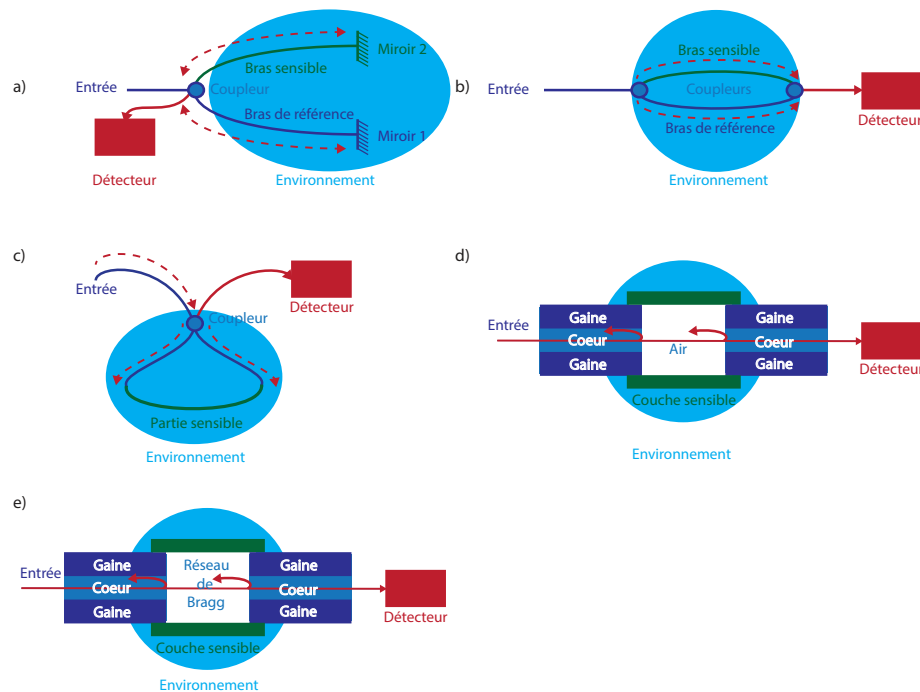 a)
Entrée
Coupleur
Bras sensible
Miroir 2
Bras de référence
Miroir 1
Détecteur
Environnement
b)
Entrée
Bras sensible
Coupleurs
Bras de référence
Détecteur
Environnement
c)
Entrée
Coupleur
Détecteur
Partie sensible
Environnement
d)
Entrée
Gaine
Coeur
Gaine
Air
Gaine
Coeur
Gaine
Couche sensible
Détecteur
Environnement
e)
Entrée
Gaine
Coeur
Gaine
Réseau
de
Bragg
Gaine
Coeur
Gaine
Couche sensible
Détecteur
Environnement